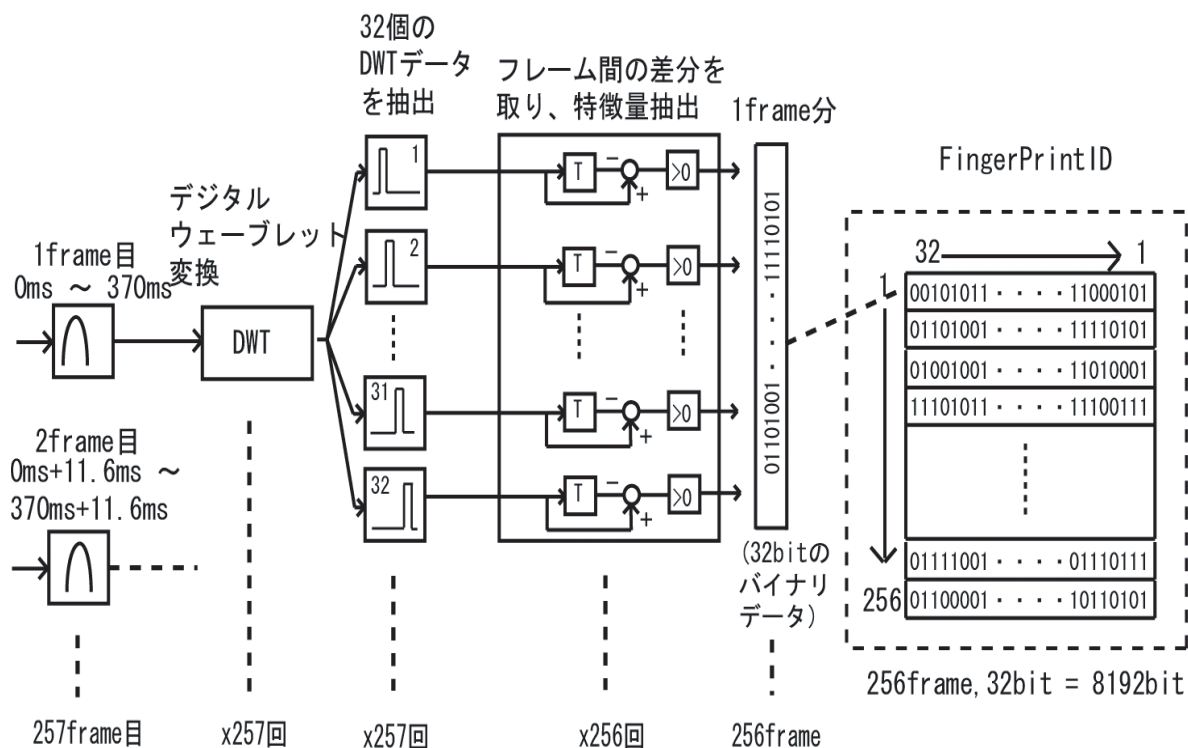 32個の
DWTデータ
を抽出
フレーム間の差分を
取り、特徴量抽出
1frame分
FingerPrintID
デジタル
ウェーブレット
変換
1frame目
0ms ～ 370ms
DWT
2frame目
0ms+11.6ms ～
370ms+11.6ms
1
2
31
32
T
−
+
>0
T
−
+
>0
T
−
+
>0
T
−
+
>0
01101001・・・・11110101
(32bitの
バイナリ
データ)
32 1
1
00101011・・・・11000101
01101001・・・・11110101
01001001・・・・11010001
11101011・・・・11100111
01111001・・・・01110111
256
01100001・・・・10110101
256frame,32bit = 8192bit
257frame目
x257回
x257回
x256回
256frame